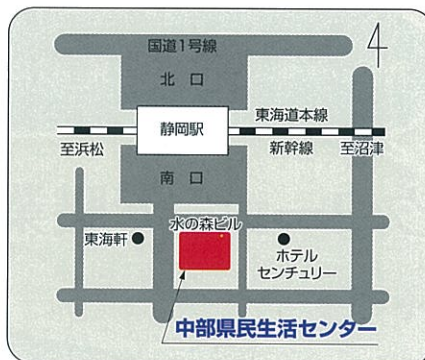 国道1号線
北口
静岡駅
東海道本線
至浜松
新幹線
至沼津
南口
水の森ビル
東海軒
ホテル
センチュリー
中部県民生活センター